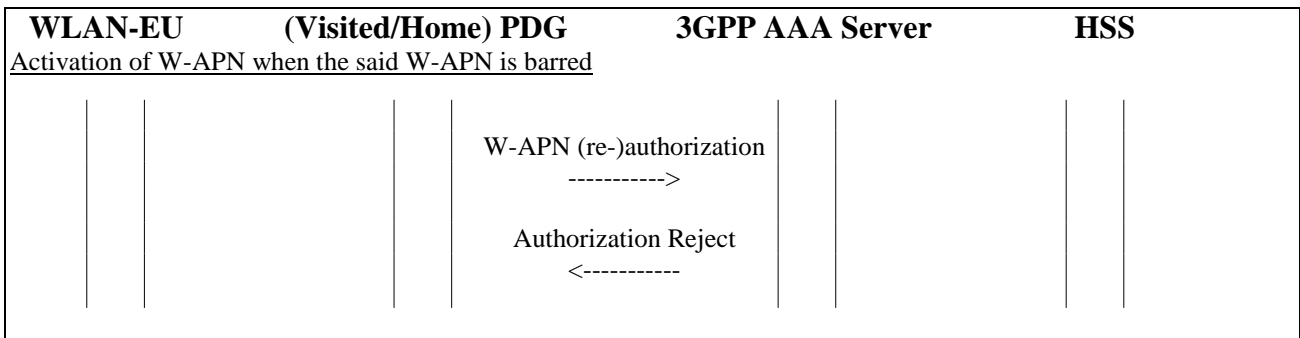 WLAN-EU (Visited/Home) PDG 3GPP AAA Server HSS
Activation of W-APN when the said W-APN is barred
W-APN (re-)authorization
----------->
Authorization Reject
<-----------